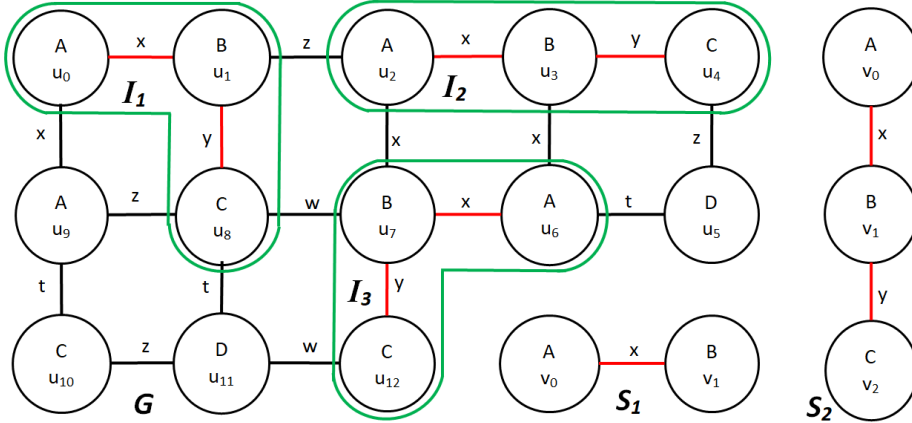 A x B z A x B y C A
u0 u1 u2 u3 u4 v0
I1 I2
x y x x z x
A z C w B x A t D B
u9 u8 u7 u6 u5 v1
t t I3 y y
C z D w C A x B C
u10 u11 u12 v0 v1 v2
G S1 S2